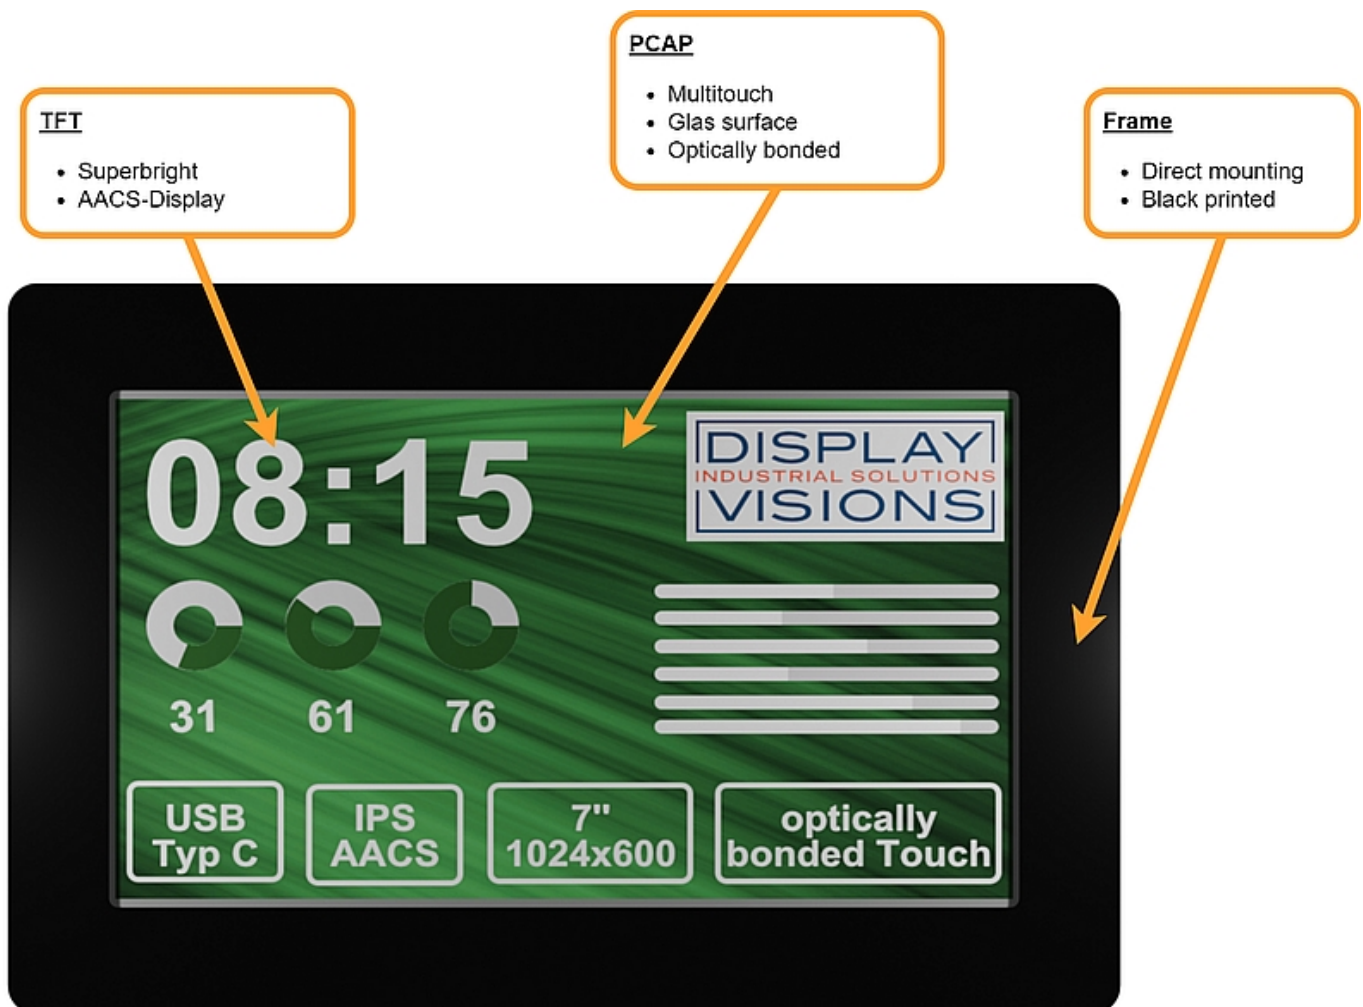 PCAP
• Multitouch
• Glas surface
• Optically bonded
TFT
• Superbright
• AACS-Display
Frame
• Direct mounting
• Black printed
08:15
DISPLAY
INDUSTRIAL SOLUTIONS
VISIONS
31
61
76
USB
Typ C
IPS
AACS
7"
1024x600
optically
bonded Touch